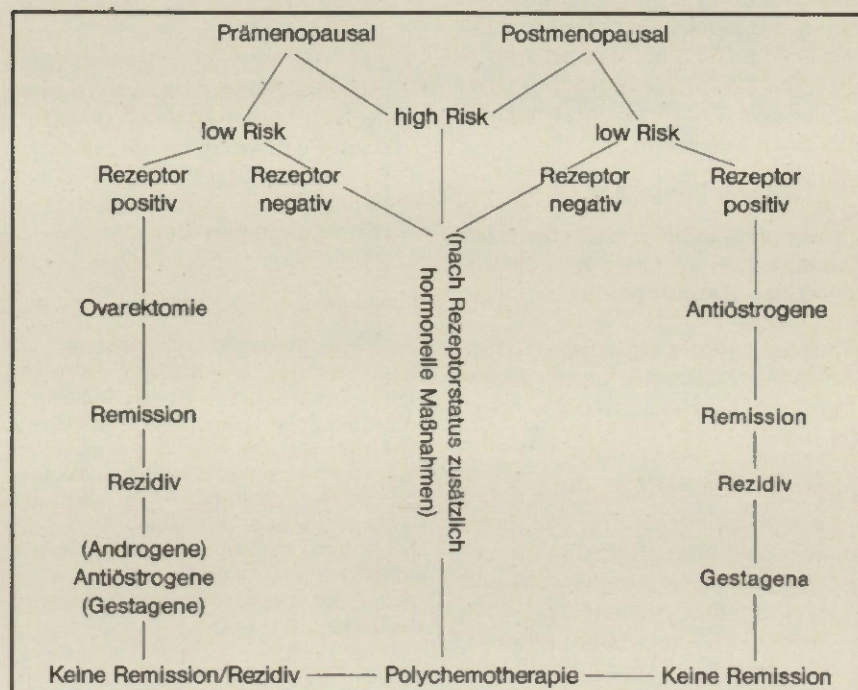 Prämenopausal Postmenopausal
high Risk
low Risk low Risk
Rezeptor Rezeptor Rezeptor Rezeptor
positiv negativ negativ positiv
(nach Rezeptorstatus zusätzlich
hormonelle Maßnahmen)
Ovarektomie Antiöstrogene
Remission Remission
Rezidiv Rezidiv
(Androgene)
Antiöstrogene Gestagena
(Gestagene)
Keine Remission/Rezidiv Polychemotherapie Keine Remission